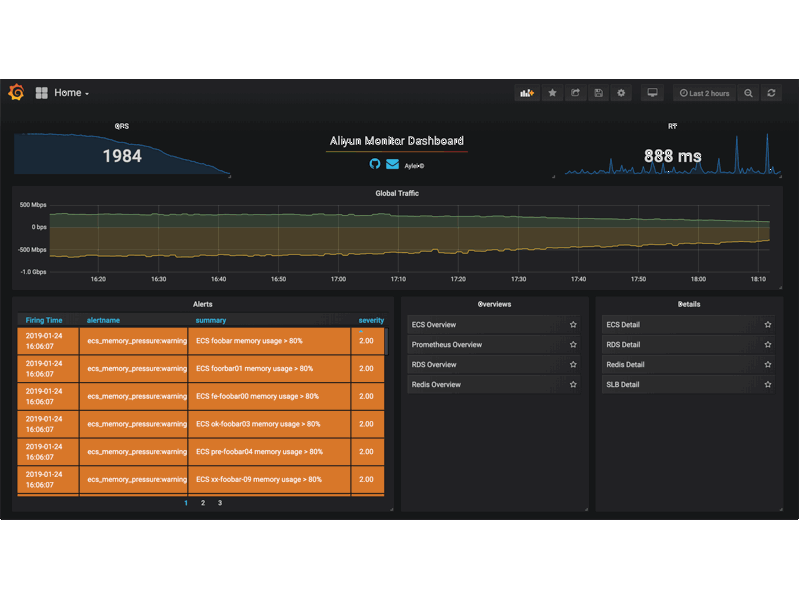 Home
Last 2 hours
QPS
1984
Aliyun Monitor Dashboard
RT
888 ms
Global Traffic
500 Mbps
0 bps
-500 Mbps
-1.0 Gbps
16:20 16:30 16:40 16:50 17:00 17:10 17:20 17:30 17:40 17:50 18:00 18:10
Alerts
Firing Time alertname summary severity
2019-01-24 16:06:07 ecs_memory_pressure:warning ECS foobar memory usage > 80% 2.00
2019-01-24 16:06:07 ecs_memory_pressure:warning ECS foorbar01 memory usage > 80% 2.00
2019-01-24 16:06:07 ecs_memory_pressure:warning ECS fe-foobar00 memory usage > 80% 2.00
2019-01-24 16:06:07 ecs_memory_pressure:warning ECS ok-foobar03 memory usage > 80% 2.00
2019-01-24 16:06:07 ecs_memory_pressure:warning ECS pre-foobar04 memory usage > 80% 2.00
2019-01-24 16:06:07 ecs_memory_pressure:warning ECS xx-foobar-09 memory usage > 80% 2.00
1 2 3
Overviews
ECS Overview
Prometheus Overview
RDS Overview
Redis Overview
Details
ECS Detail
RDS Detail
Redis Detail
SLB Detail